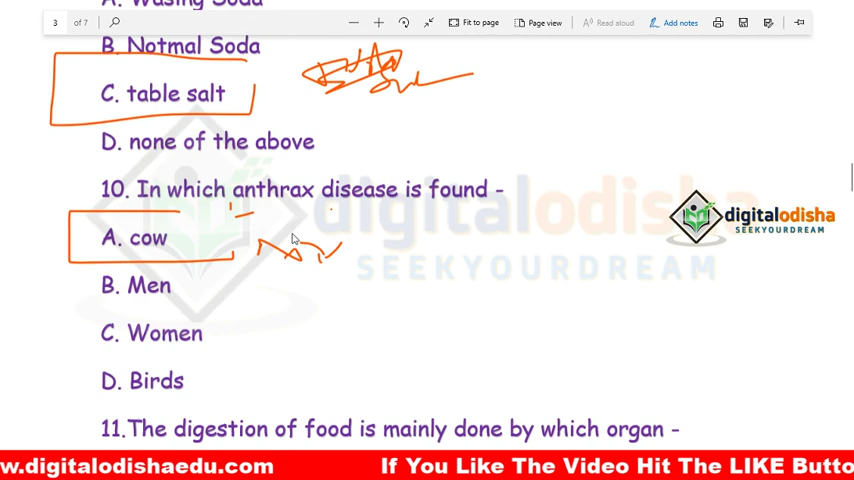 A. Wasing Soda
3 of 7 Fit to page Page view Read aloud Add notes
B. Notmal Soda
C. table salt
D. none of the above
10. In which anthrax disease is found -
digitalodisha
SEEKYOURDREAM
digitalodisha
SEEKYOURDREAM
A. cow
B. Men
C. Women
D. Birds
11.The digestion of food is mainly done by which organ -
w.digitalodishaedu.com If You Like The Video Hit The LIKE Butto